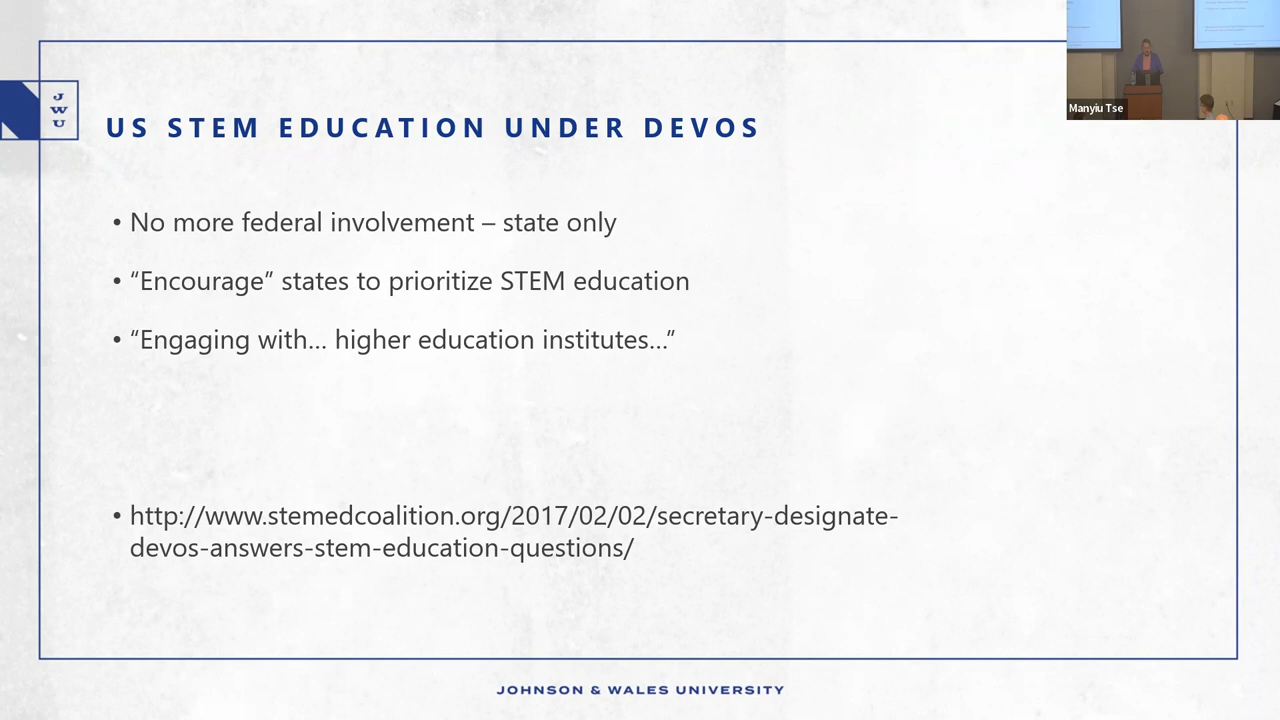 Manyiu Tse
J
W
U
US STEM EDUCATION UNDER DEVOS
• No more federal involvement – state only
• “Encourage” states to prioritize STEM education
• “Engaging with… higher education institutes…”
• http://www.stemedcoalition.org/2017/02/02/secretary-designate-
devos-answers-stem-education-questions/
JOHNSON & WALES UNIVERSITY